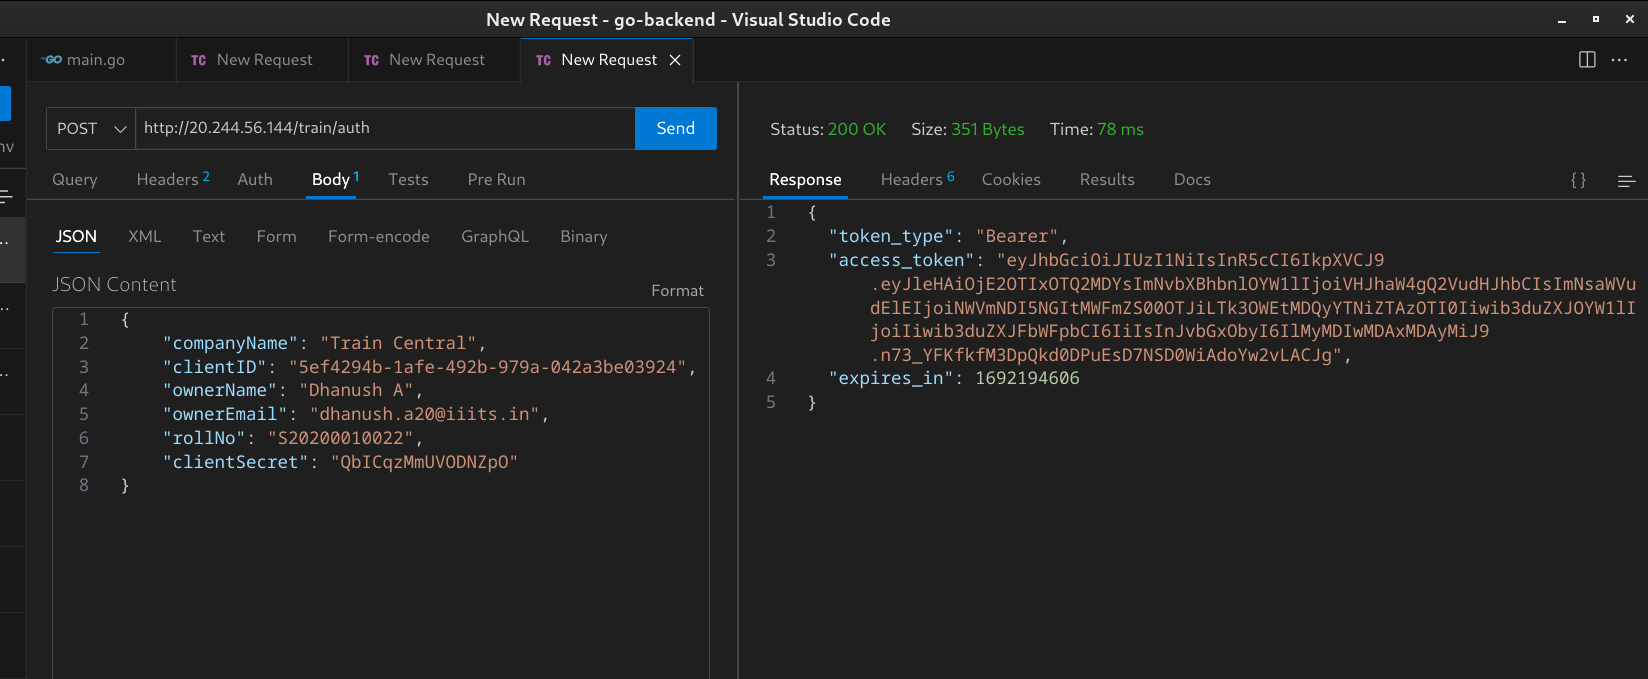 New Request - go-backend - Visual Studio Code
GO main.go
TC New Request
TC New Request
TC New Request
POST
http://20.244.56.144/train/auth
Send
Query Headers 2 Auth Body 1 Tests Pre Run
JSON XML Text Form Form-encode GraphQL Binary
JSON Content
Format
1 {
2 "companyName": "Train Central",
3 "clientID": "5ef4294b-1afe-492b-979a-042a3be03924",
4 "ownerName": "Dhanush A",
5 "ownerEmail": "dhanush.a20@iiits.in",
6 "rollNo": "S20200010022",
7 "clientSecret": "QbICqzMmUVODNZpO"
8 }
Status: 200 OK Size: 351 Bytes Time: 78 ms
Response Headers 6 Cookies Results Docs
{}
1 {
2 "token_type": "Bearer",
3 "access_token": "eyJhbGciOiJIUzI1NiIsInR5cCI6IkpXVCJ9
.eyJleHAiOjE2OTIxOTQ2MDYsImNvbXBhbnlOYW1lIjoiVHJhaW4gQ2VudHJhbCIsImNsaWVu
dElEIjoiNWVmNDI5NGItMWFmZS00OTJiLTk3OWEtMDQyYTNiZTAzOTI0Iiwib3duZXJOYW1lI
joiIiwib3duZXJFbWFpbCI6IiIsInJvbGxObyI6IlMyMDIwMDAxMDAyMiJ9
.n73_YFKfkfM3DpQkd0DPuEsD7NSD0WiAdoYw2vLACJg",
4 "expires_in": 1692194606
5 }